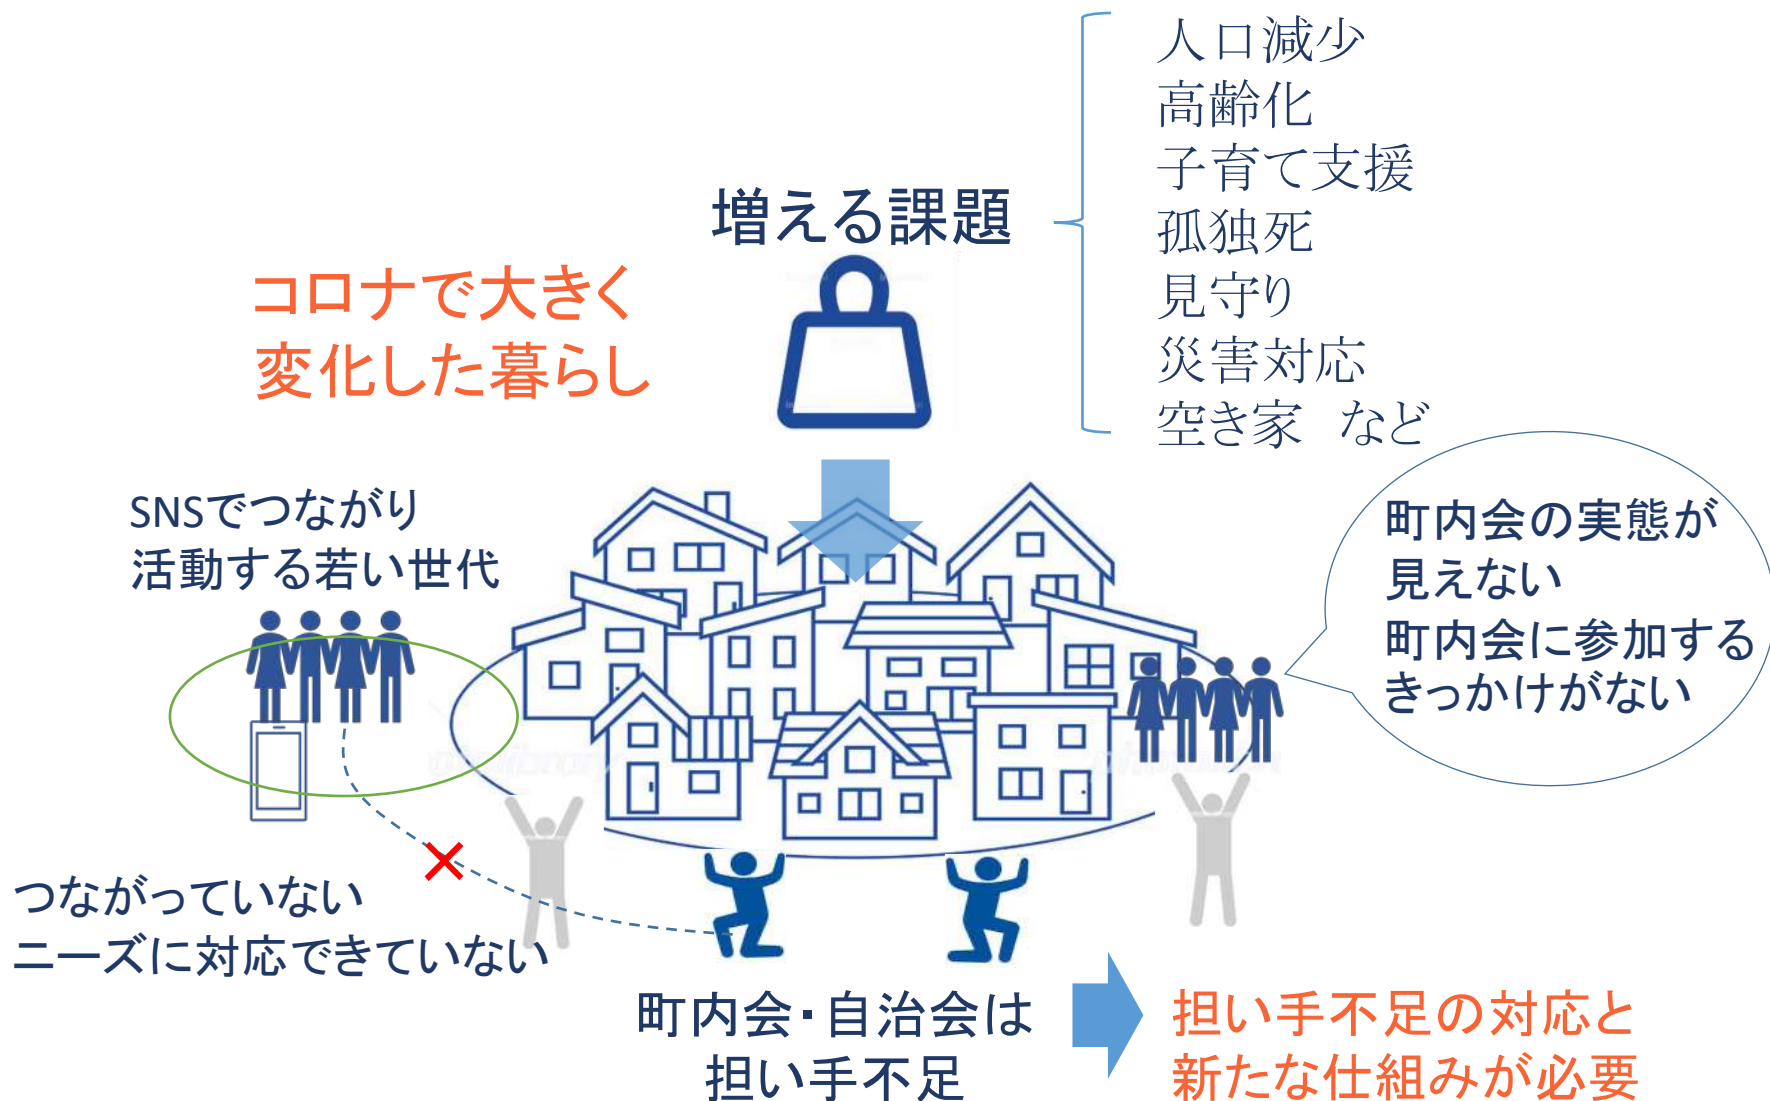 人口減少
高齢化
子育て支援
孤独死
見守り
災害対応
空き家　など
増える課題
コロナで大きく
変化した暮らし
SNSでつながり
活動する若い世代
町内会の実態が
見えない
町内会に参加する
きっかけがない
つながっていない
ニーズに対応できていない
町内会・自治会は
担い手不足
担い手不足の対応と
新たな仕組みが必要